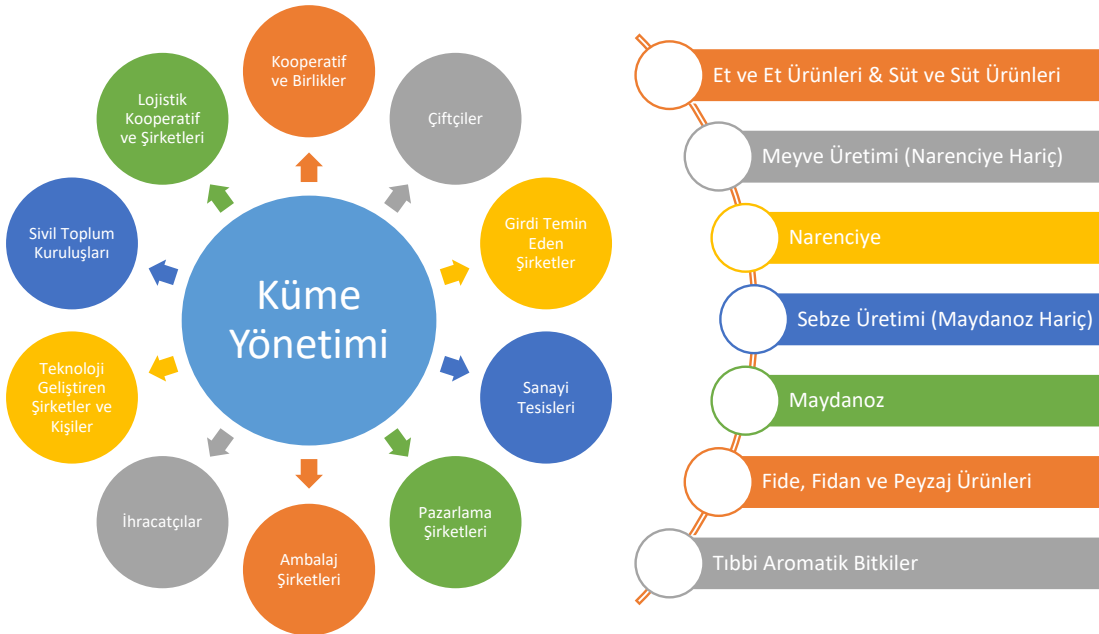 Kooperatif
ve Birlikler
Çiftçiler
Girdi Temin
Eden
Şirketler
Sanayi
Tesisleri
Pazarlama
Şirketleri
Ambalaj
Şirketleri
İhracatçılar
Teknoloji
Geliştiren
Şirketler ve
Kişiler
Sivil Toplum
Kuruluşları
Lojistik
Kooperatif
ve Şirketleri
Küme
Yönetimi
Et ve Et Ürünleri & Süt ve Süt Ürünleri
Meyve Üretimi (Narenciye Hariç)
Narenciye
Sebze Üretimi (Maydanoz Hariç)
Maydanoz
Fide, Fidan ve Peyzaj Ürünleri
Tıbbi Aromatik Bitkiler